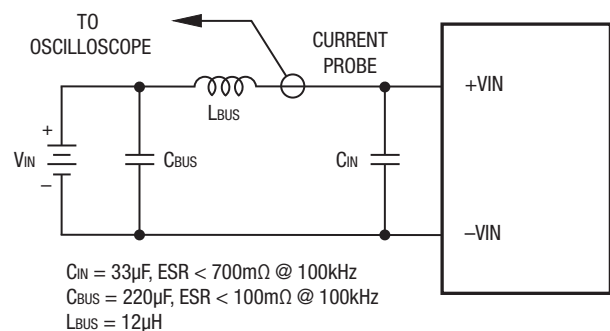 TO
OSCILLOSCOPE
CURRENT
PROBE
+VIN
LBUS
+
VIN
–
CBUS
CIN
–VIN
CIN = 33µF, ESR < 700mΩ @ 100kHz
CBUS = 220µF, ESR < 100mΩ @ 100kHz
LBUS = 12µH